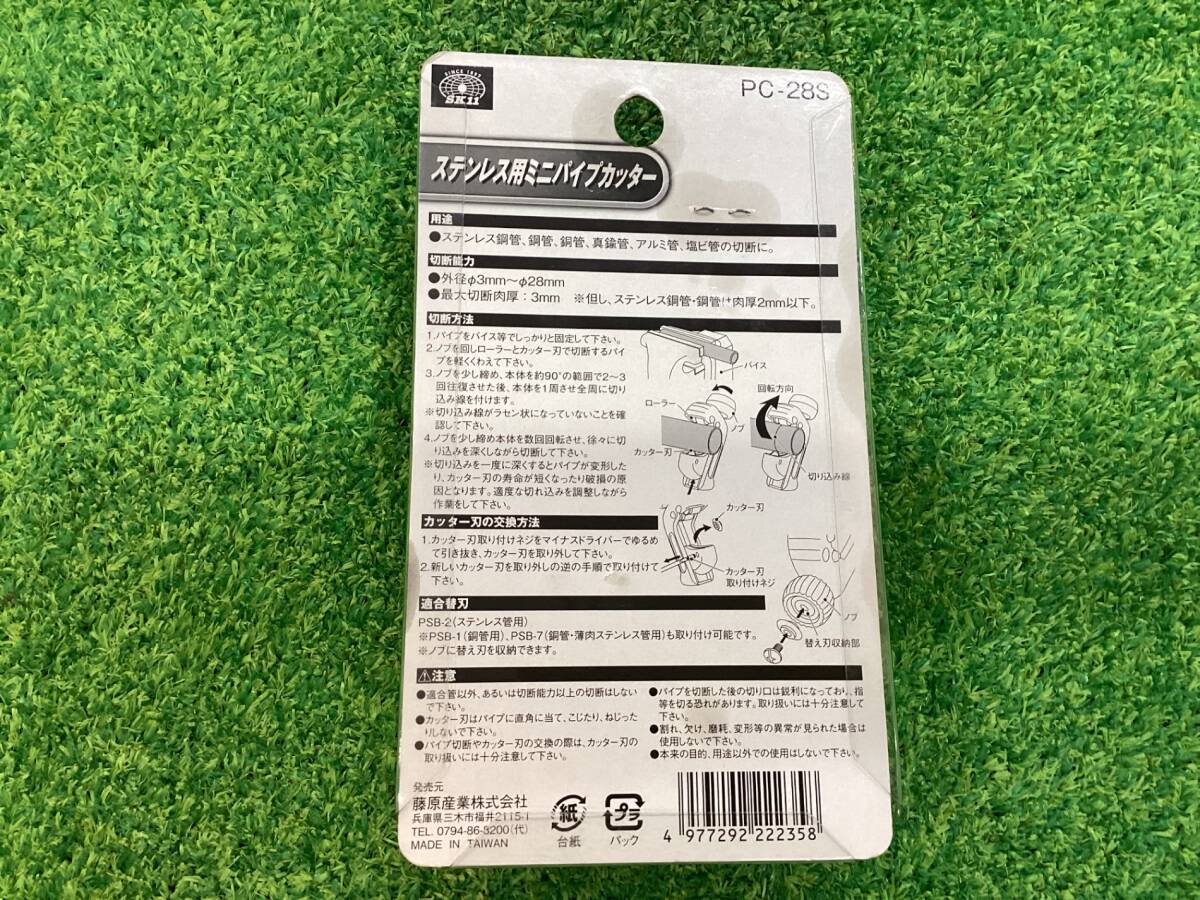 SINCE 1892
SK11
PC-28S
ステンレス用ミニパイプカッター
用途
●ステンレス鋼管、鋼管、銅管、真鍮管、アルミ管、塩ビ管の切断に。
切断能力
●外径φ3mm〜φ28mm
●最大切断肉厚：3mm ※但し、ステンレス鋼管・鋼管は肉厚2mm以下。
切断方法
1.パイプをバイス等でしっかりと固定して下さい。
2.ノブを回しローラーとカッター刃で切断するパイ
プを軽くくわえて下さい。
3.ノブを少し締め、本体を約90°の範囲で2〜3
回往復させた後、本体を1周させ全周に切り
込み線を付けます。
※切り込み線がラセン状になっていないことを確
認して下さい。
4.ノブを少し締め本体を数回回転させ、徐々に切
り込みを深くしながら切断して下さい。
※切り込みを一度に深くするとパイプが変形した
り、カッター刃の寿命が短くなったり破損の原
因となります。適度な切れ込みを調整しながら
作業をして下さい。
バイス
回転方向
ローラー
ノブ
カッター刃
切り込み線
カッター刃の交換方法
1.カッター刃取り付けネジをマイナスドライバーでゆるめ
て引き抜き、カッター刃を取り外して下さい。
2.新しいカッター刃を取り外しの逆の手順で取り付けて
下さい。
カッター刃
カッター刃
取り付けネジ
適合替刃
PSB-2（ステンレス管用）
※PSB-1（銅管用）、PSB-7（銅管・薄肉ステンレス管用）も取り付け可能です。
※ノブに替え刃を収納できます。
ノブ
替え刃収納部
⚠注意
●適合管以外、あるいは切断能力以上の切断はしない
で下さい。
●カッター刃はパイプに直角に当て、こじたり、ねじった
りしないで下さい。
●パイプ切断やカッター刃の交換の際は、カッター刃の
取り扱いには十分注意して下さい。
●パイプを切断した後の切り口は鋭利になっており、指
等を切る恐れがあります。取り扱いには十分注意して
下さい。
●割れ、欠け、磨耗、変形等の異常が見られた場合は
使用しないで下さい。
●本来の目的、用途以外での使用はしないで下さい。
発売元
藤原産業株式会社
兵庫県三木市福井2115-1
TEL. 0794-86-8200（代）
MADE IN TAIWAN
紙
台紙
プラ
パック
4 977292 222358